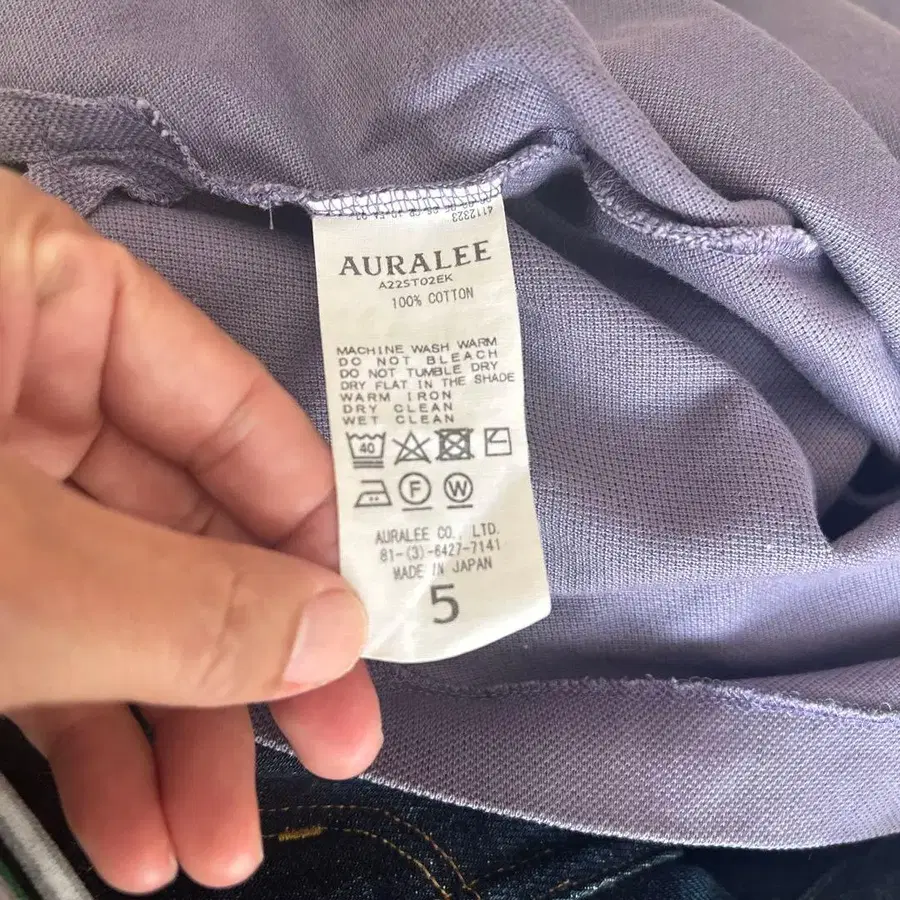 4112323
AURALEE
A22ST02EK
100% COTTON
MACHINE WASH WARM
DO NOT BLEACH
DO NOT TUMBLE DRY
DRY FLAT IN THE SHADE
WARM IRON
DRY CLEAN
WET CLEAN
40
F W
AURALEE CO., LTD.
81-(3)-6427-7141
MADE IN JAPAN
5